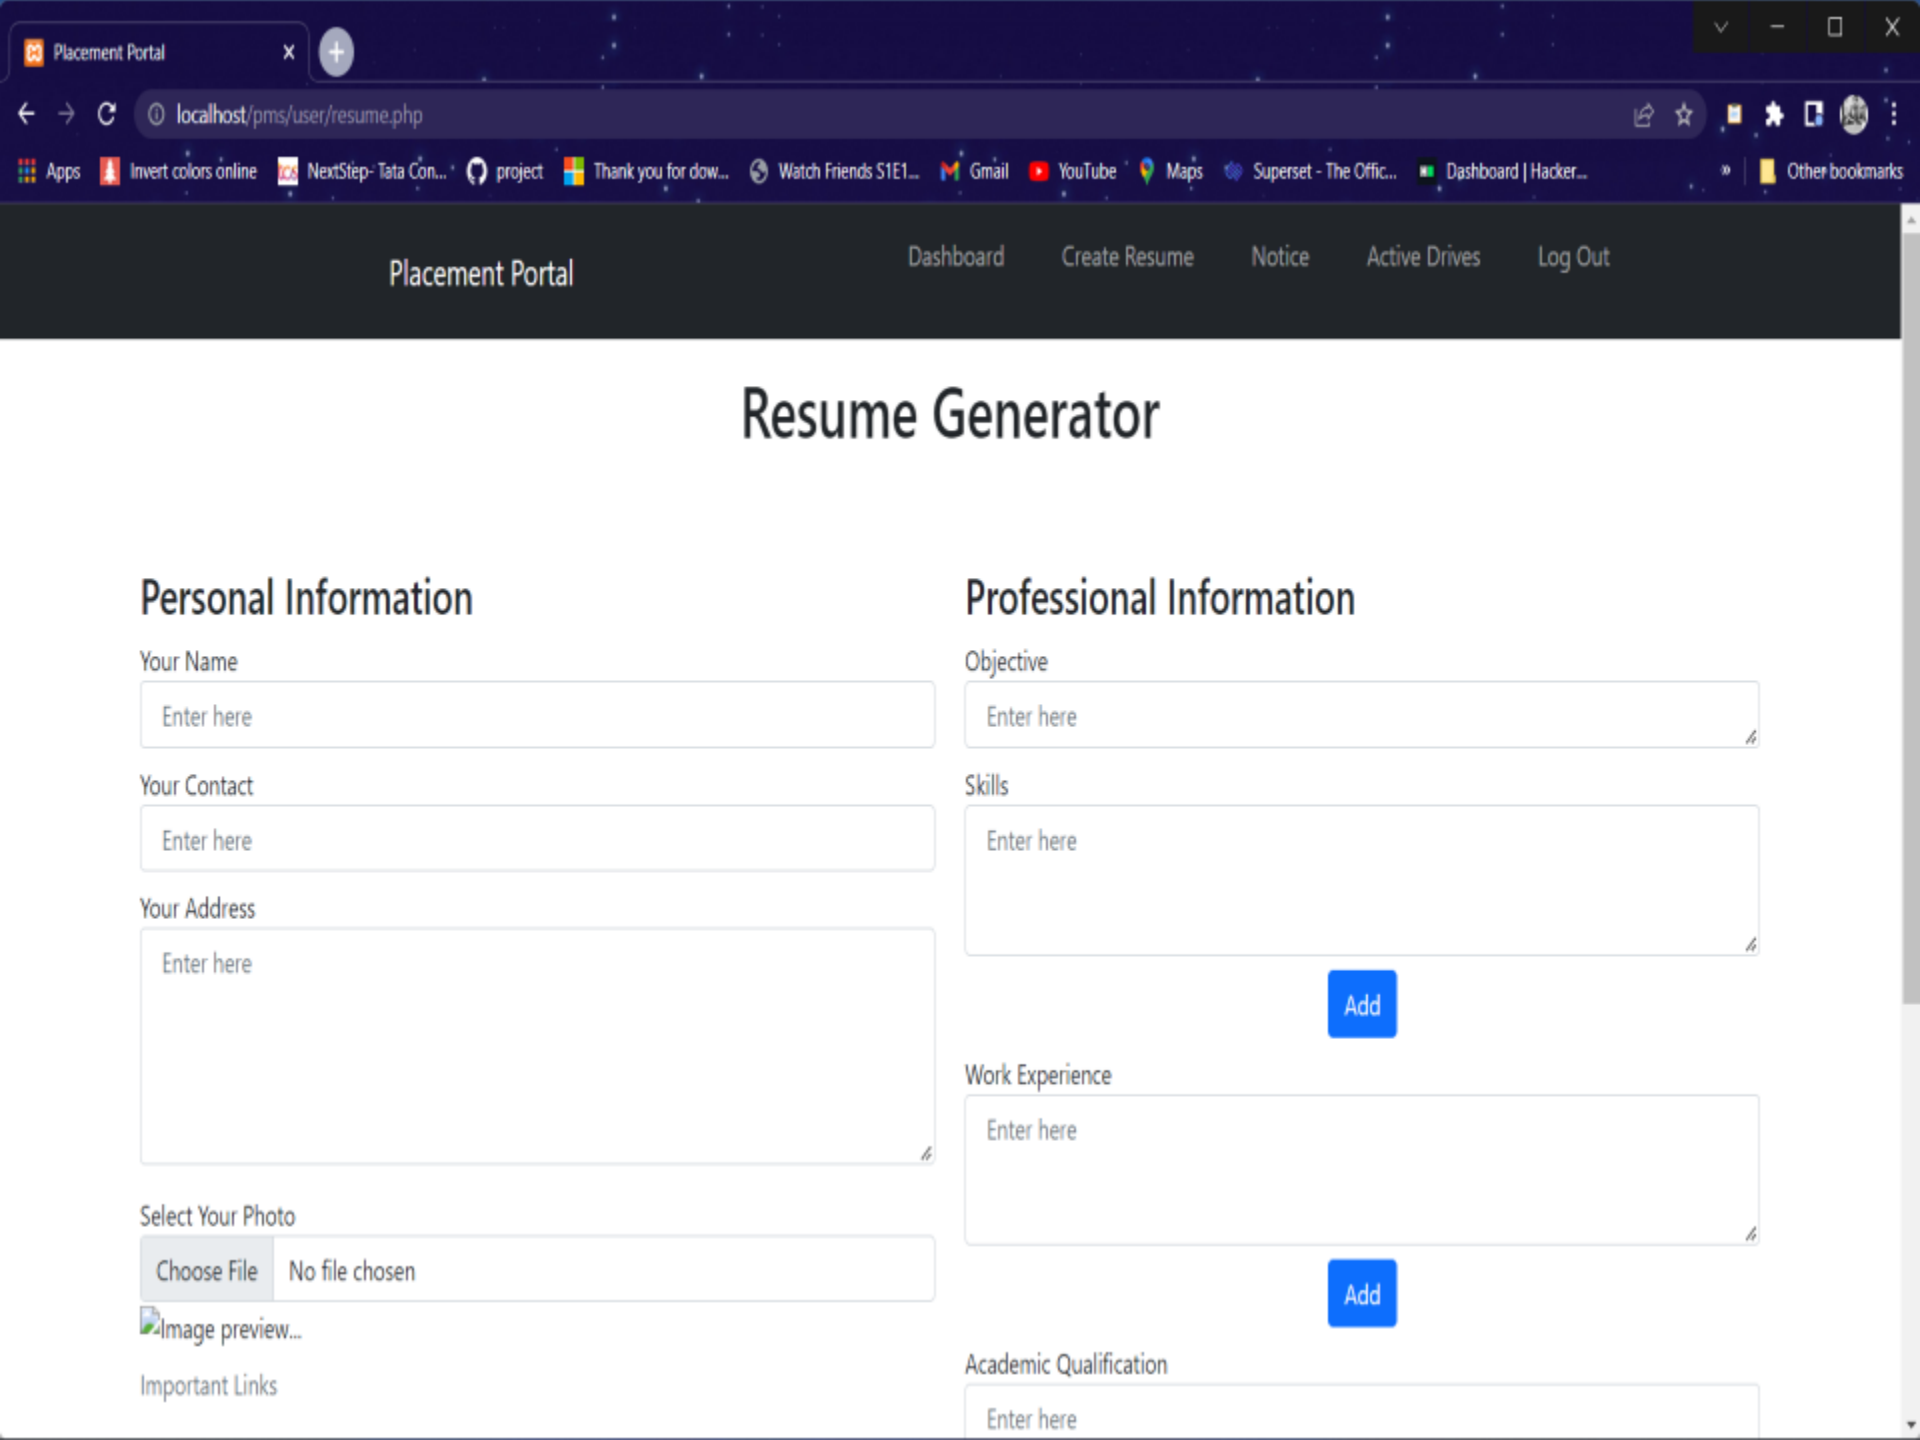 Placement Portal
localhost/pms/user/resume.php
Apps
Invert colors online
NextStep- Tata Con...
project
Thank you for dow...
Watch Friends S1E1...
Gmail
YouTube
Maps
Superset - The Offic...
Dashboard | Hacker...
»
Other bookmarks
Placement Portal
Dashboard
Create Resume
Notice
Active Drives
Log Out
Resume Generator
Personal Information
Your Name
Enter here
Your Contact
Enter here
Your Address
Enter here
Select Your Photo
Choose File No file chosen
Image preview...
Important Links
Professional Information
Objective
Enter here
Skills
Enter here
Add
Work Experience
Enter here
Add
Academic Qualification
Enter here